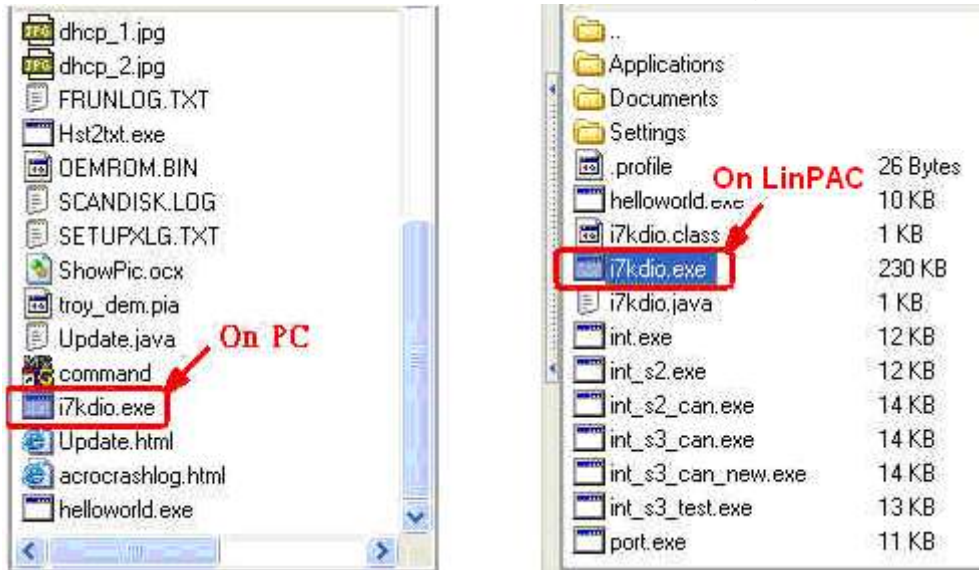 dhcp_1.jpg
dhcp_2.jpg
FRUNLOG.TXT
Hst2txt.exe
OEMROM.BIN
SCANDISK.LOG
SETUPXLG.TXT
ShowPic.ocx
troy_dem.pia
Update.java
On PC
command
i7kdio.exe
Update.html
acrocrashlog.html
helloworld.exe
..
Applications
Documents
Settings
.profile 26 Bytes
On LinPAC
helloworld.exe 10 KB
i7kdio.class 1 KB
i7kdio.exe 230 KB
i7kdio.java 1 KB
int.exe 12 KB
int_s2.exe 12 KB
int_s2_can.exe 14 KB
int_s3_can.exe 14 KB
int_s3_can_new.exe 14 KB
int_s3_test.exe 13 KB
port.exe 11 KB